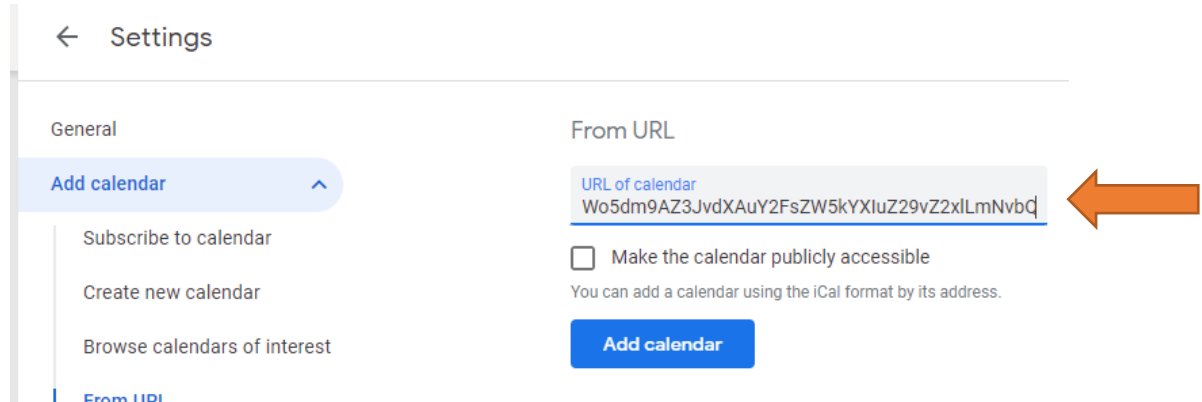 Settings
General
Add calendar
Subscribe to calendar
Create new calendar
Browse calendars of interest
From URL
From URL
URL of calendar
Wo5dm9AZ3JvdXAuY2FsZW5kYXIuZ29vZ2xlLmNvbQ
Make the calendar publicly accessible
You can add a calendar using the iCal format by its address.
Add calendar